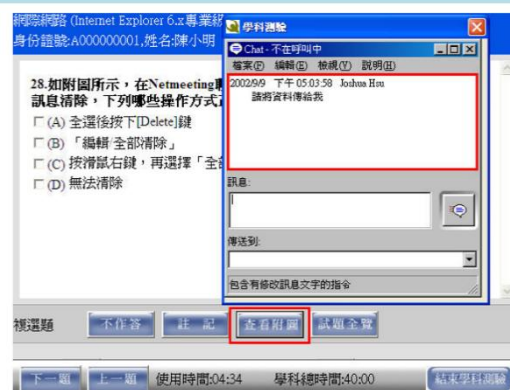 網際網路 (Internet Explorer 6.x專業級
身份證號:A000000001,姓名:陳小明
學科測驗
Chat - 不在呼叫中
檔案(F) 編輯(E) 檢視(V) 說明(H)
2002/9/9 下午 05:03:58 Joshua Hsu
請將資料傳給我
訊息:
傳送到:
包含有修改訊息文字的指令
28.如附圖所示,在Netmeeting
訊息清除,下列哪些操作方式
(A) 全選後按下[Delete]鍵
(B) 「編輯/全部清除」
(C) 按滑鼠右鍵,再選擇「全
(D) 無法清除
複選題 不作答 註 記 查看附圖 試題全覽
下一題 上一題 使用時間:04:34 學科總時間:40:00 結束學科測驗